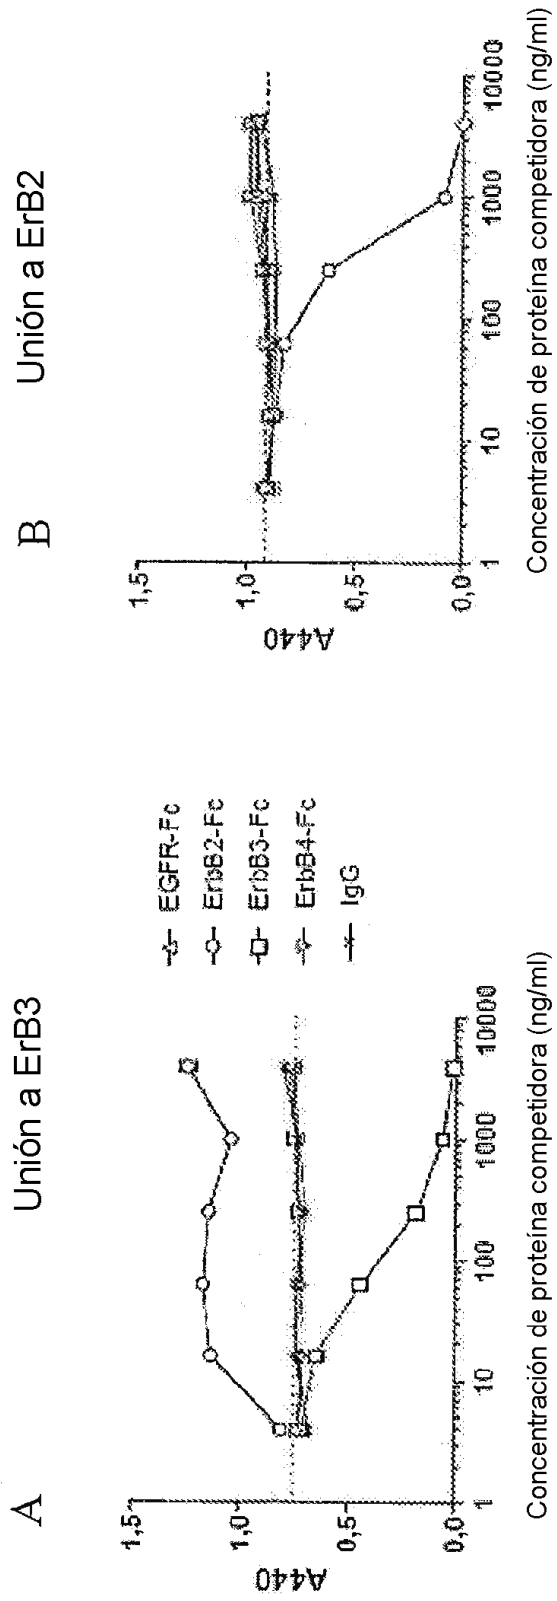 A
Unión a ErB3
1,5
1,0
0,5
0,0
A440
1
10
100
1000
10000
Concentración de proteína competidora (ng/ml)
EGFR-Fc
ErbB2-Fc
ErbB3-Fc
ErbB4-Fc
IgG
B
Unión a ErB2
1,5
1,0
0,5
0,0
A440
1
10
100
1000
10000
Concentración de proteína competidora (ng/ml)